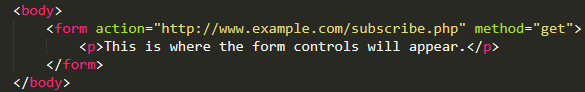 <body>
<form action="http://www.example.com/subscribe.php" method="get">
<p>This is where the form controls will appear.</p>
</form>
</body>